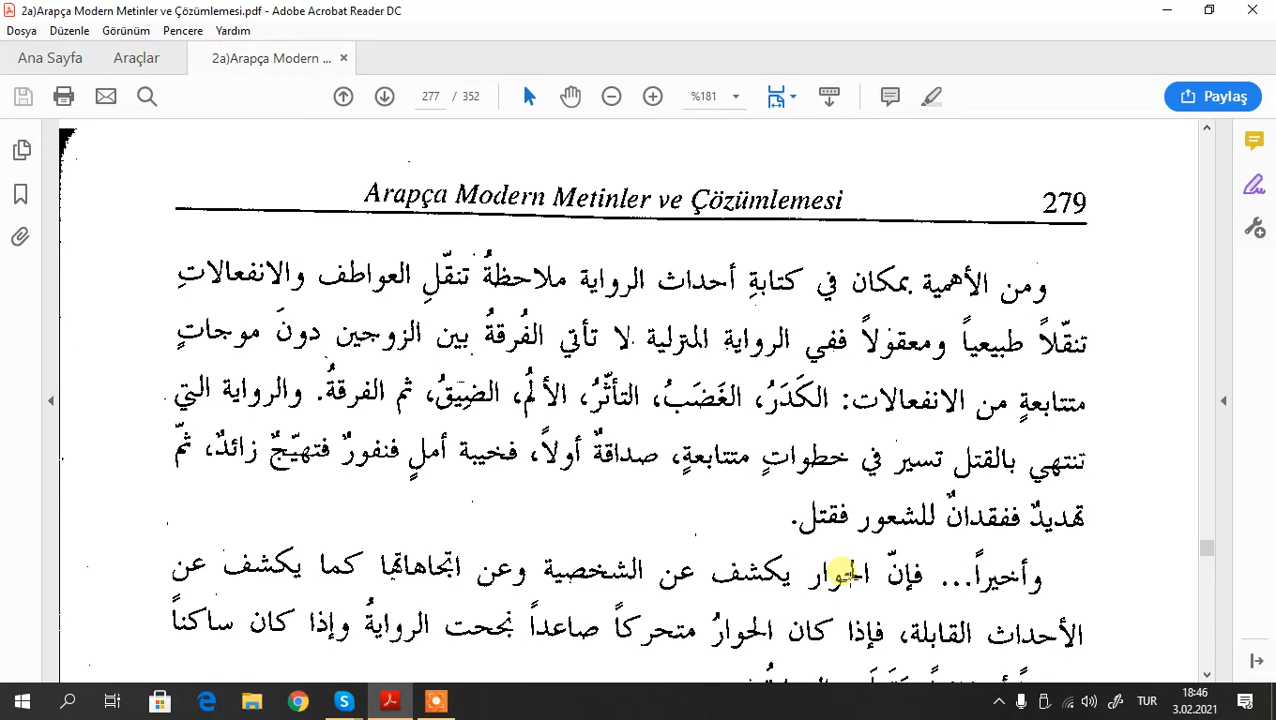 2a)Arapça Modern Metinler ve Çözümlemesi.pdf - Adobe Acrobat Reader DC
Dosya Düzenle Görünüm Pencere Yardım
Ana Sayfa Araçlar 2a)Arapça Modern ... ×
277 / 352 %181 Paylaş
Arapça Modern Metinler ve Çözümlemesi 279
ومن الأهمية بمكان في كتابةِ أحداث الرواية ملاحظةُ تنقّلِ العواطف والانفعالاتِ
تنقّلاً طبيعياً ومعقولاً ففي الرواية المنزلية لا تأتي الفُرقةُ بين الزوجين دونَ موجاتٍ
متتابعةٍ من الانفعالات: الكَدَرُ، الغَضَبُ، التأثّرُ، الألمُ، الضِيّقُ، ثم الفرقةُ. والرواية التي
تنتهي بالقتل تسير في خطواتٍ متتابعةٍ، صداقةٌ أولاً، فخيبة أملٍ فنفورٌ فتهيّجٌ زائدٌ، ثمّ
تهديدٌ ففقدانٌ للشعور فقتل.
وأخيراً... فإنّ الحوار يكشف عن الشخصية وعن اتجاهاتها كما يكشف عن
الأحداث القابلة، فإذا كان الحوارُ متحركاً صاعداً نجحت الروايةُ وإذا كان ساكناً
TUR
18:46
3.02.2021